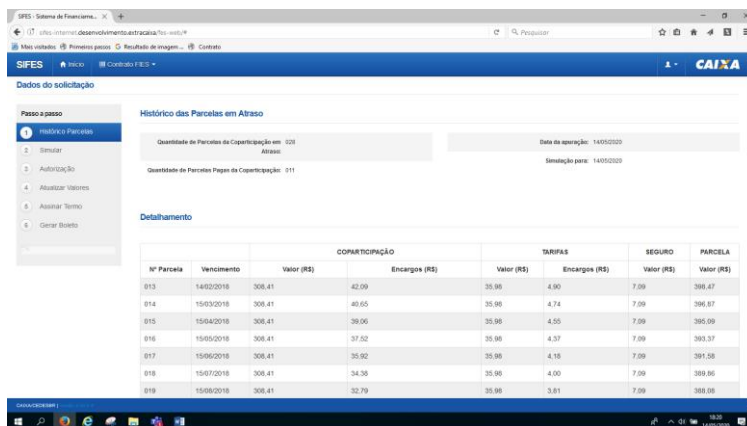 SIFES - Sistema de Financiame...
sifes-internet.desenvolvimento.extracaixa/fes-web/#
Pesquisar
Mais visitados Primeiros passos Resultado de imagem ... Contrato
SIFES Início Contrato FIES CAIXA
Dados do solicitação
Passo a passo
1 Histórico Parcelas
2 Simular
3 Autorização
4 Atualizar Valores
5 Assinar Termo
6 Gerar Boleto
Histórico das Parcelas em Atraso
Quantidade de Parcelas da Coparticipação em Atraso: 028
Quantidade de Parcelas Pagas da Coparticipação: 011
Data da apuração: 14/05/2020
Simulação para: 14/05/2020
Detalhamento
COPARTICIPAÇÃO TARIFAS SEGURO PARCELA
Nº Parcela Vencimento Valor (R$) Encargos (R$) Valor (R$) Encargos (R$) Valor (R$) Valor (R$)
013 14/02/2018 308,41 42,09 35,98 4,90 7,09 398,47
014 15/03/2018 308,41 40,65 35,98 4,74 7,09 396,87
015 15/04/2018 308,41 39,06 35,98 4,55 7,09 395,09
016 15/05/2018 308,41 37,52 35,98 4,37 7,09 393,37
017 15/06/2018 308,41 35,92 35,98 4,18 7,09 391,58
018 15/07/2018 308,41 34,38 35,98 4,00 7,09 389,86
019 15/08/2018 308,41 32,79 35,98 3,81 7,09 388,08
18:20
14/05/2020